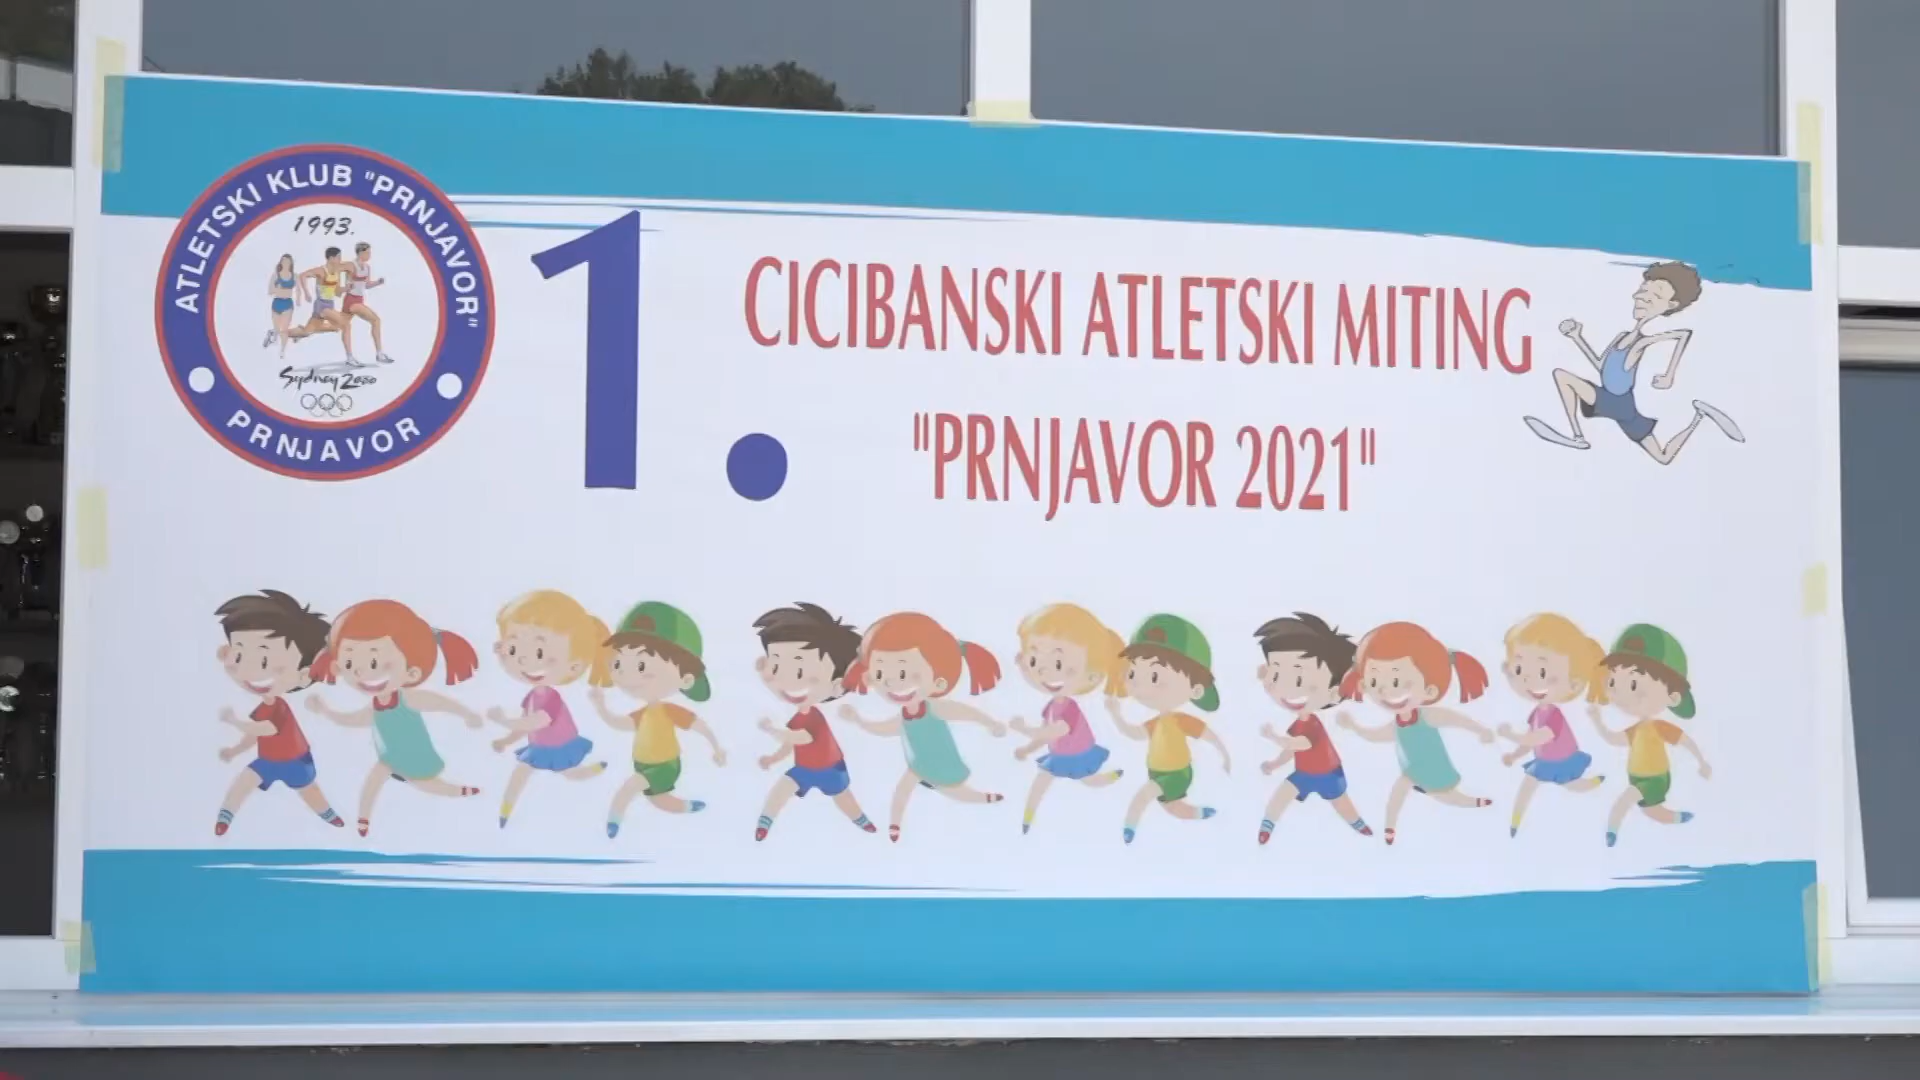 ATLETSKI KLUB "PRNJAVOR"
1993.
Sydney 2000
PRNJAVOR
1.
CICIBANSKI ATLETSKI MITING
"PRNJAVOR 2021"